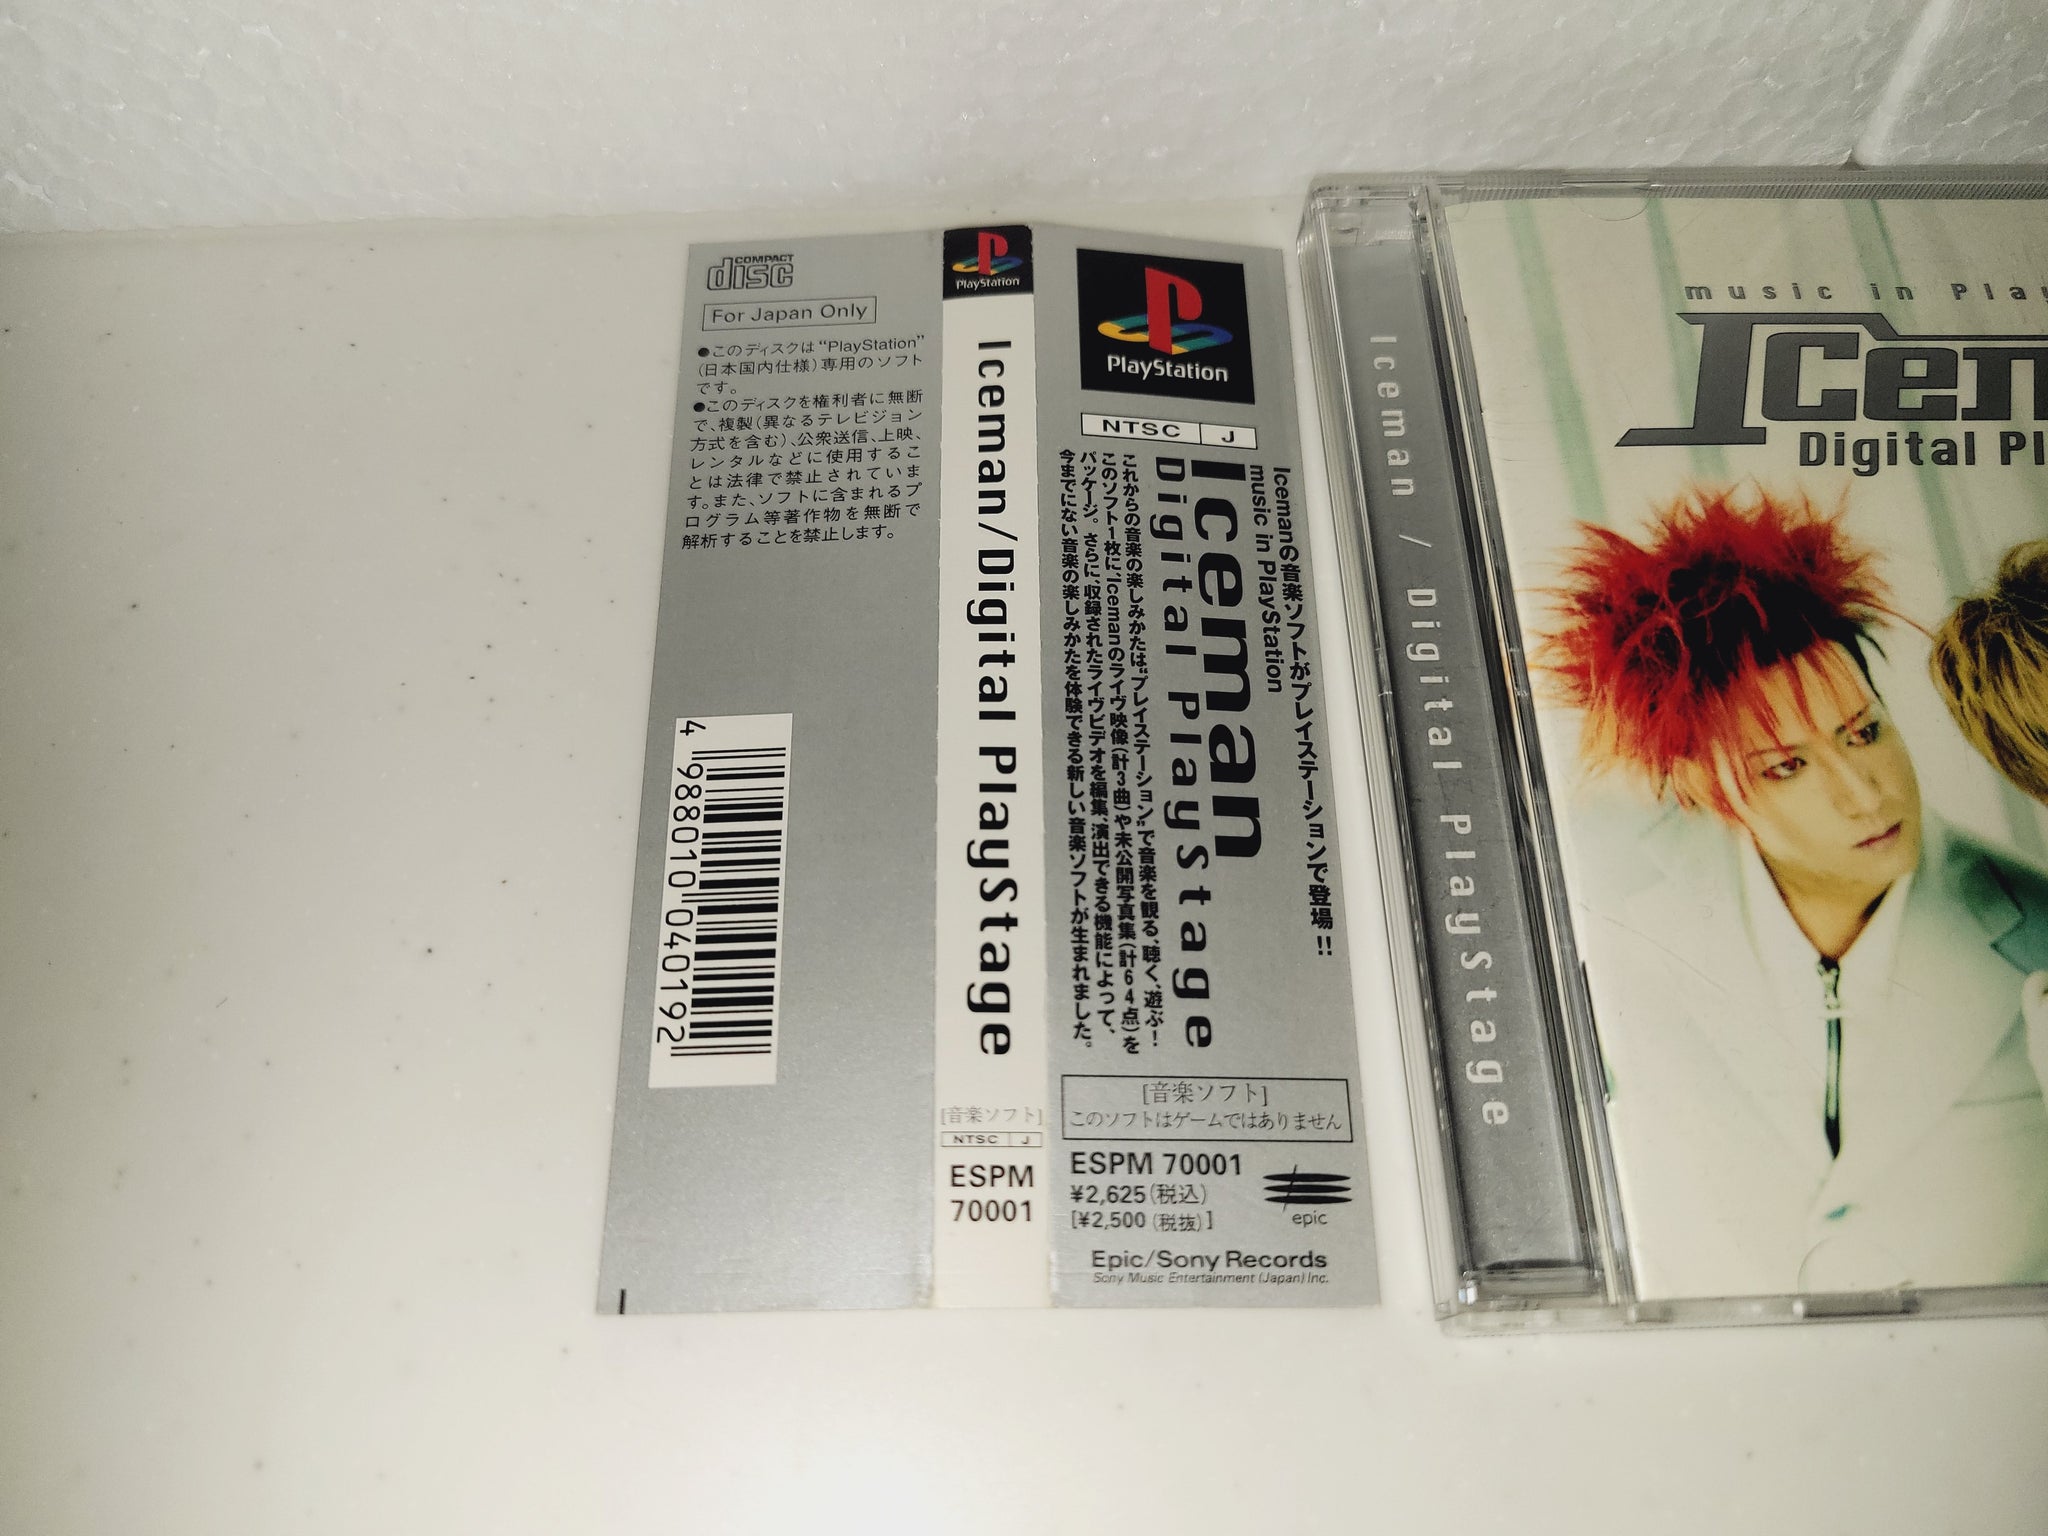 COMPACT
disc
For Japan Only
●このディスクは“PlayStation”
(日本国内仕様)専用のソフト
です。
●このディスクを権利者に無断
で、複製(異なるテレビジョン
方式を含む)、公衆送信、上映、
レンタルなどに使用するこ
とは法律で禁止されていま
す。また、ソフトに含まれるプ
ログラム等著作物を無断で
解析することを禁止します。
4 988010 040192
PlayStation
Iceman/Digital PlayStage
[音楽ソフト]
NTSC J
ESPM
70001
PlayStation
NTSC J
Icemanの音楽ソフトがプレイステーションで登場!!
music in PlayStation
Iceman
Digital PlayStage
これからの音楽の楽しみかたは“プレイステーション”で音楽を観る、聴く、遊ぶ!
このソフト1枚に、Icemanのライヴ映像(計3曲)や未公開写真集(計64点)を
パッケージ。さらに、収録されたライヴビデオを編集、演出できる機能によって、
今までにない音楽の楽しみかたを体験できる新しい音楽ソフトが生まれました。
[音楽ソフト]
このソフトはゲームではありません
ESPM 70001
¥2,625(税込)
[¥2,500(税抜)]
epic
Epic/Sony Records
Sony Music Entertainment (Japan) Inc.
Iceman / Digital PlayStage
music in Play
Icem
Digital Pl